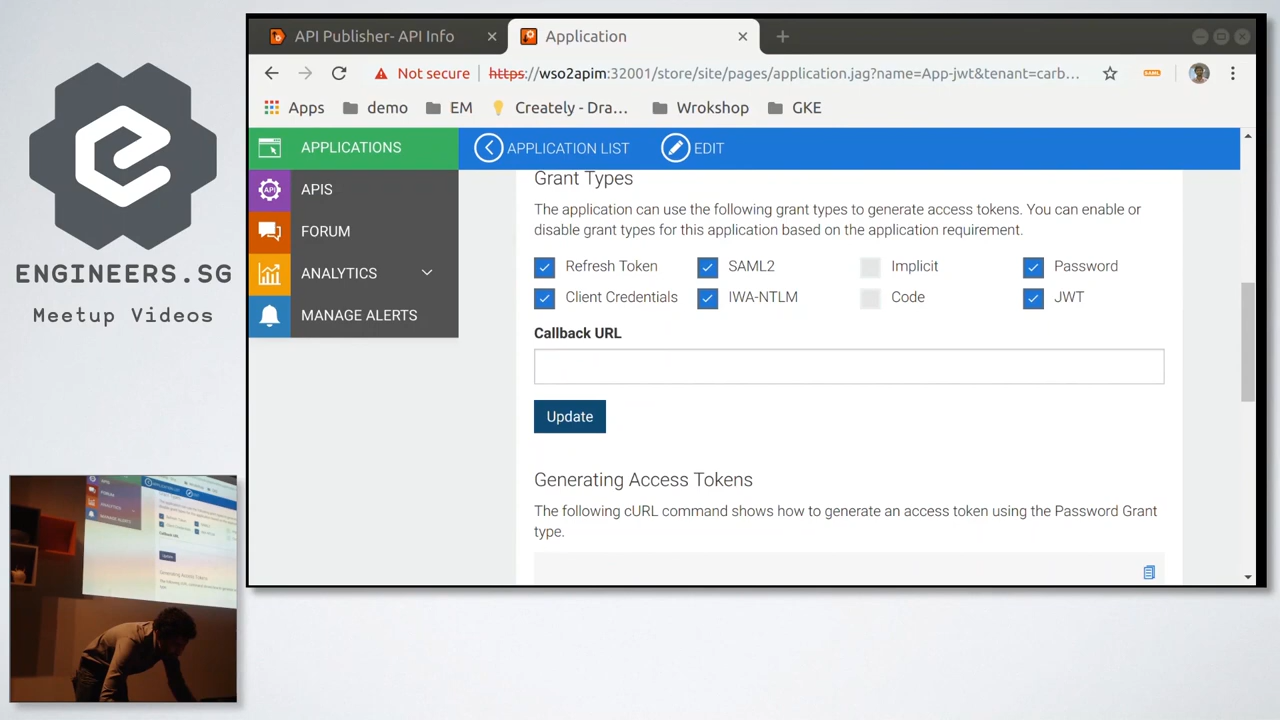 API Publisher- API Info
Application
Not secure
https://wso2apim:32001/store/site/pages/application.jag?name=App-jwt&tenant=carb...
Apps
demo
EM
Creately - Dra...
Wrokshop
GKE
APPLICATIONS
APPLICATION LIST
EDIT
API
APIS
FORUM
ANALYTICS
MANAGE ALERTS
Grant Types
The application can use the following grant types to generate access tokens. You can enable or
disable grant types for this application based on the application requirement.
Refresh Token
SAML2
Implicit
Password
Client Credentials
IWA-NTLM
Code
JWT
Callback URL
Update
Generating Access Tokens
The following cURL command shows how to generate an access token using the Password Grant
type.
ENGINEERS.SG
Meetup Videos